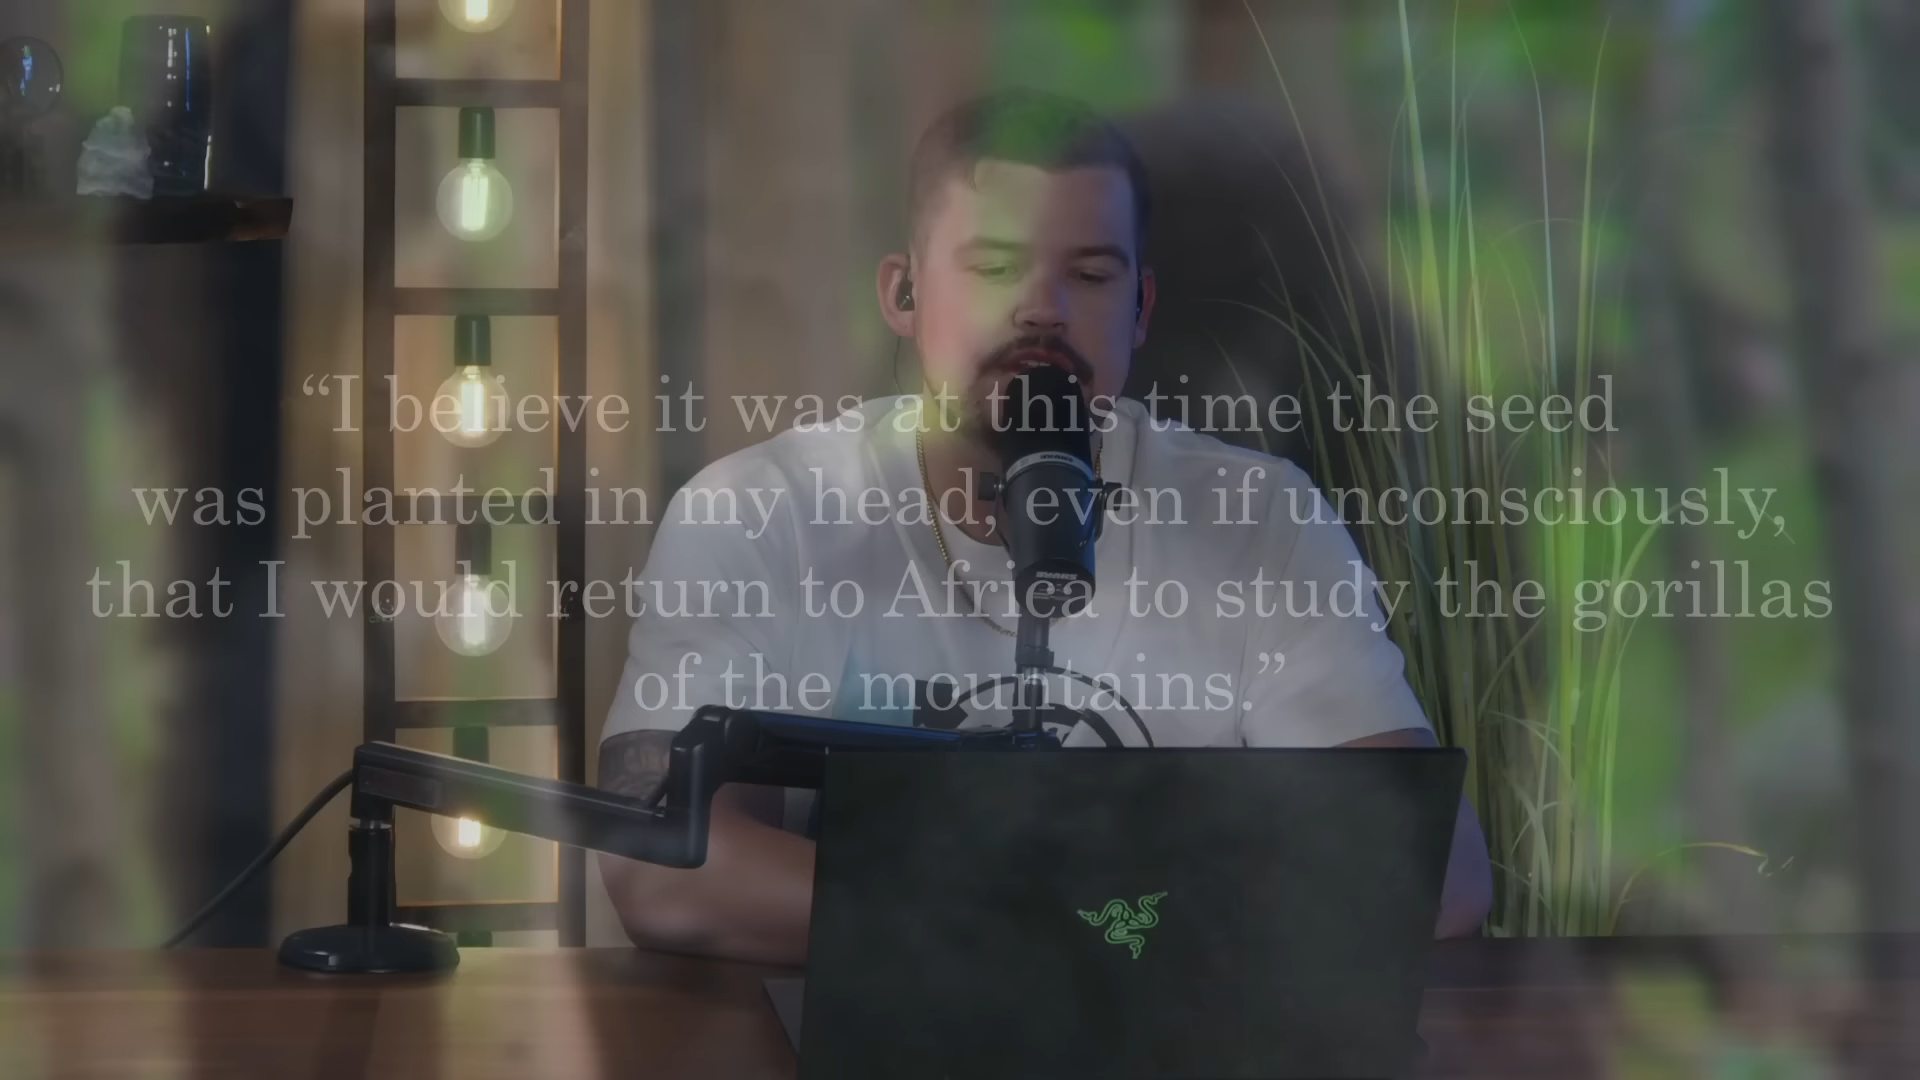 “I believe it was at this time the seed
was planted in my head, even if unconsciously,
that I would return to Africa to study the gorillas
of the mountains.”
SHURE